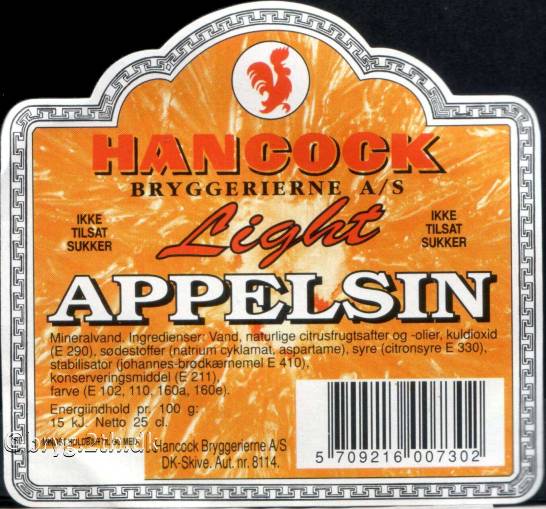 HANCOCK
BRYGGERIERNE A/S
IKKE
TILSAT
SUKKER
Light
IKKE
TILSAT
SUKKER
APPELSIN
Mineralvand. Ingredienser: Vand, naturlige citrusfrugtsafter og -olier, kuldioxid
(E 290), sødestoffer (natrium cyklamat, aspartame), syre (citronsyre E 330),
stabilisator (johannes-brødkærnemel E 410),
konserveringsmiddel (E 211)
farve (E 102, 110, 160a, 160e).
Energiindhold pr. 100 g:
15 kJ. Netto 25 cl.
Hancock Bryggerierne A/S
DK-Skive. Aut. nr. 8114.
5 709216 007302